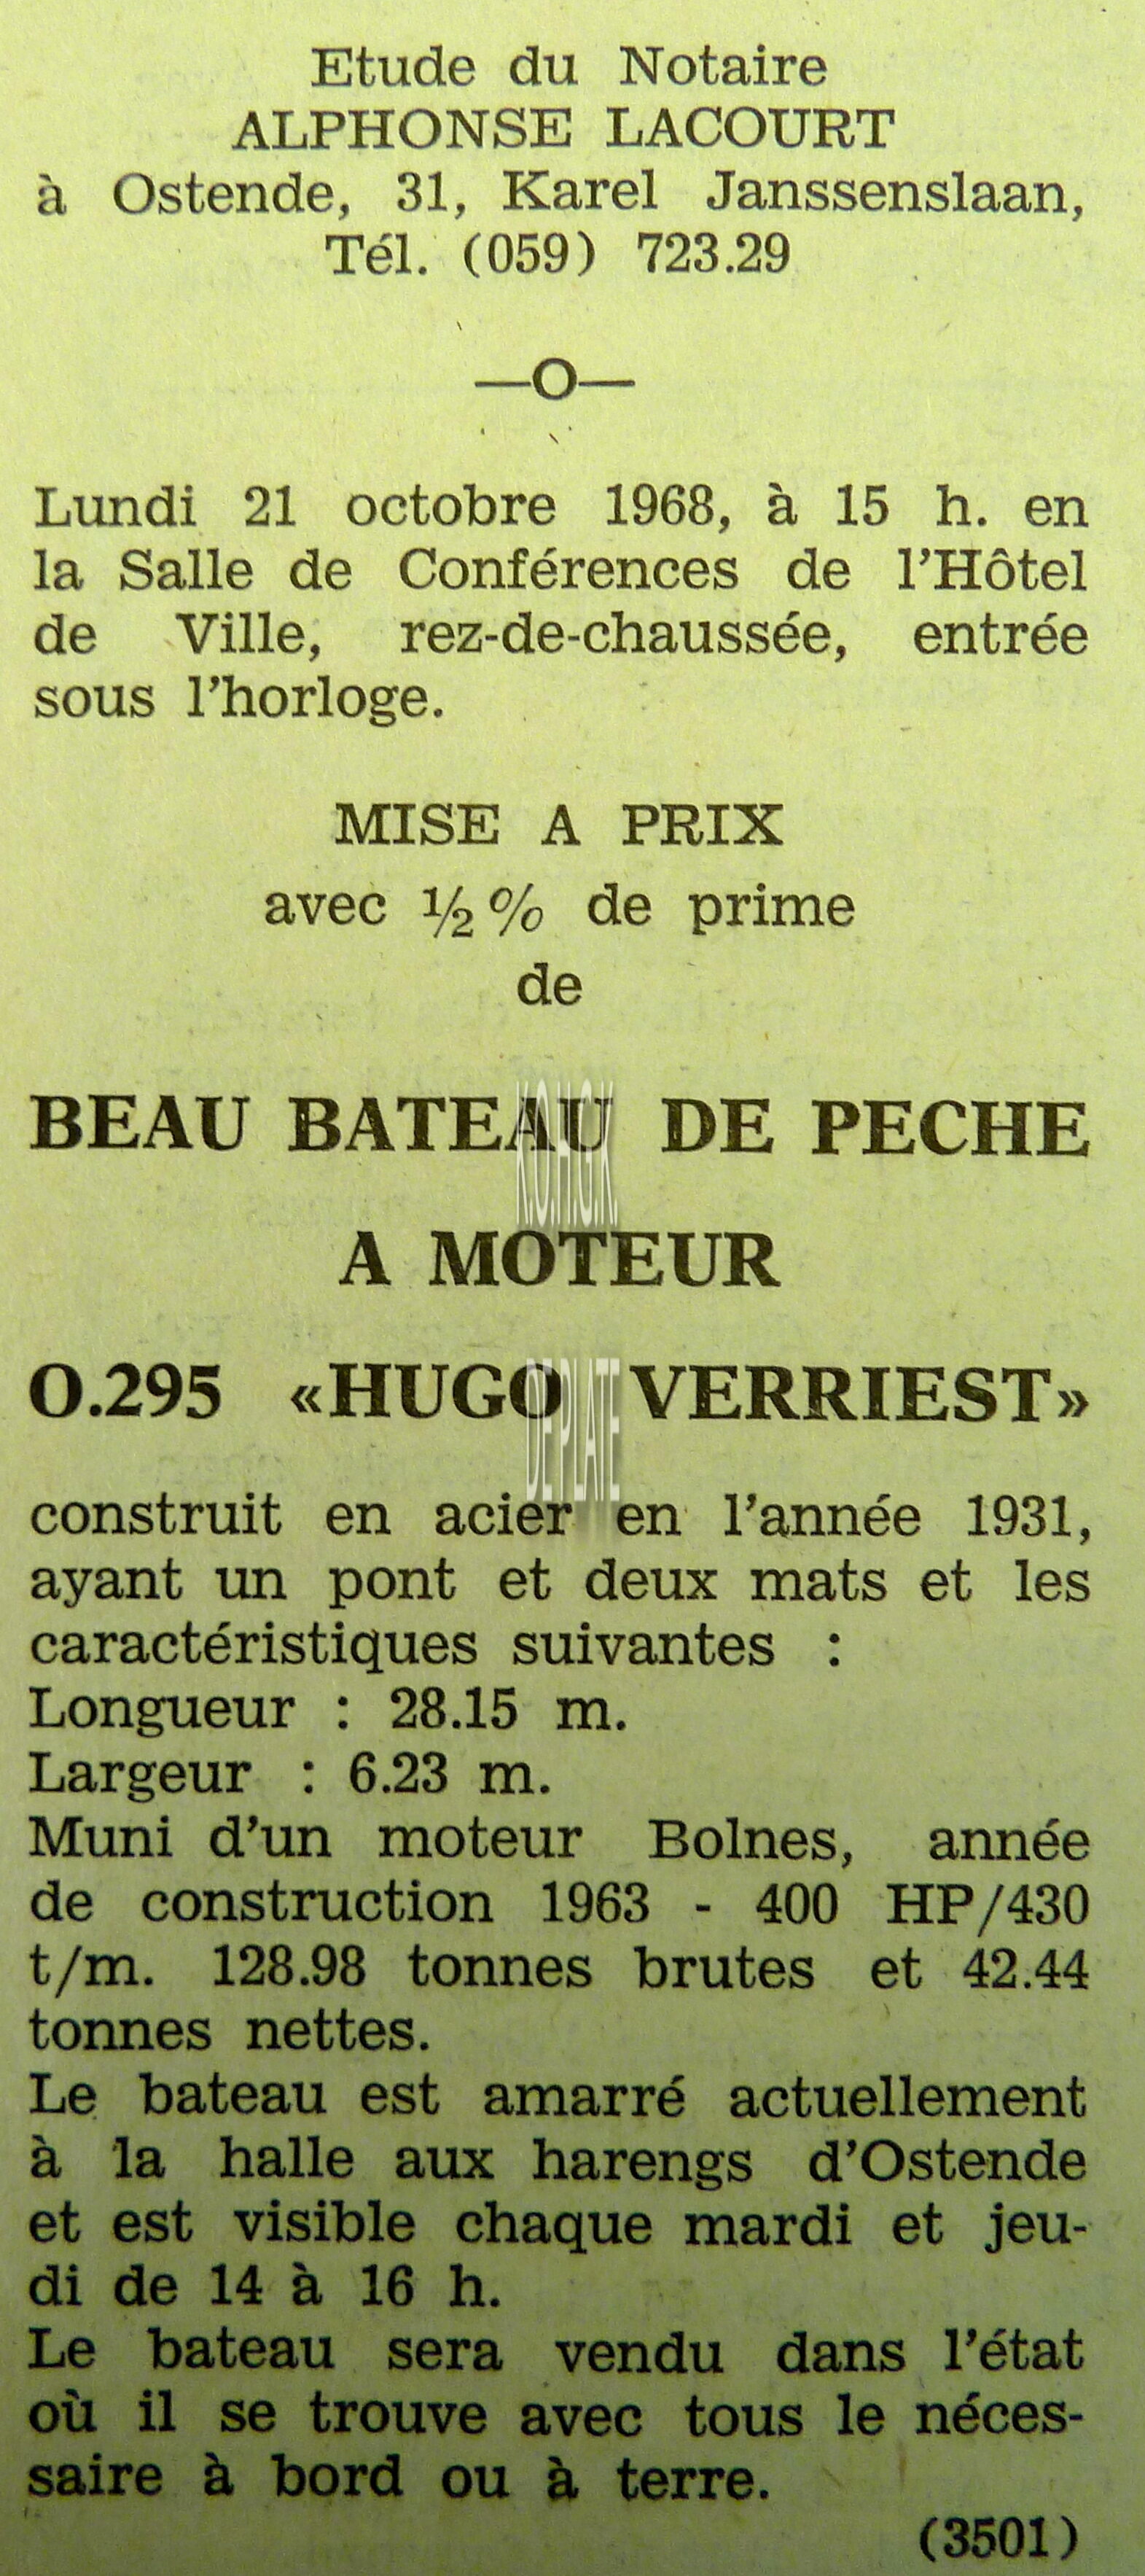 Etude du Notaire
ALPHONSE LACOURT
à Ostende, 31, Karel Janssenslaan,
Tél. (059) 723.29
—O—
Lundi 21 octobre 1968, à 15 h. en
la Salle de Conférences de l'Hôtel
de Ville, rez-de-chaussée, entrée
sous l'horloge.
MISE A PRIX
avec ½ % de prime
de
BEAU BATEAU DE PECHE
K.O.H.G.K.
A MOTEUR
O.295 «HUGO VERRIEST»
DE PLATE
construit en acier en l'année 1931,
ayant un pont et deux mats et les
caractéristiques suivantes :
Longueur : 28.15 m.
Largeur : 6.23 m.
Muni d'un moteur Bolnes, année
de construction 1963 - 400 HP/430
t/m. 128.98 tonnes brutes et 42.44
tonnes nettes.
Le bateau est amarré actuellement
à la halle aux harengs d'Ostende
et est visible chaque mardi et jeu-
di de 14 à 16 h.
Le bateau sera vendu dans l'état
où il se trouve avec tous le néces-
saire à bord ou à terre.
(3501)